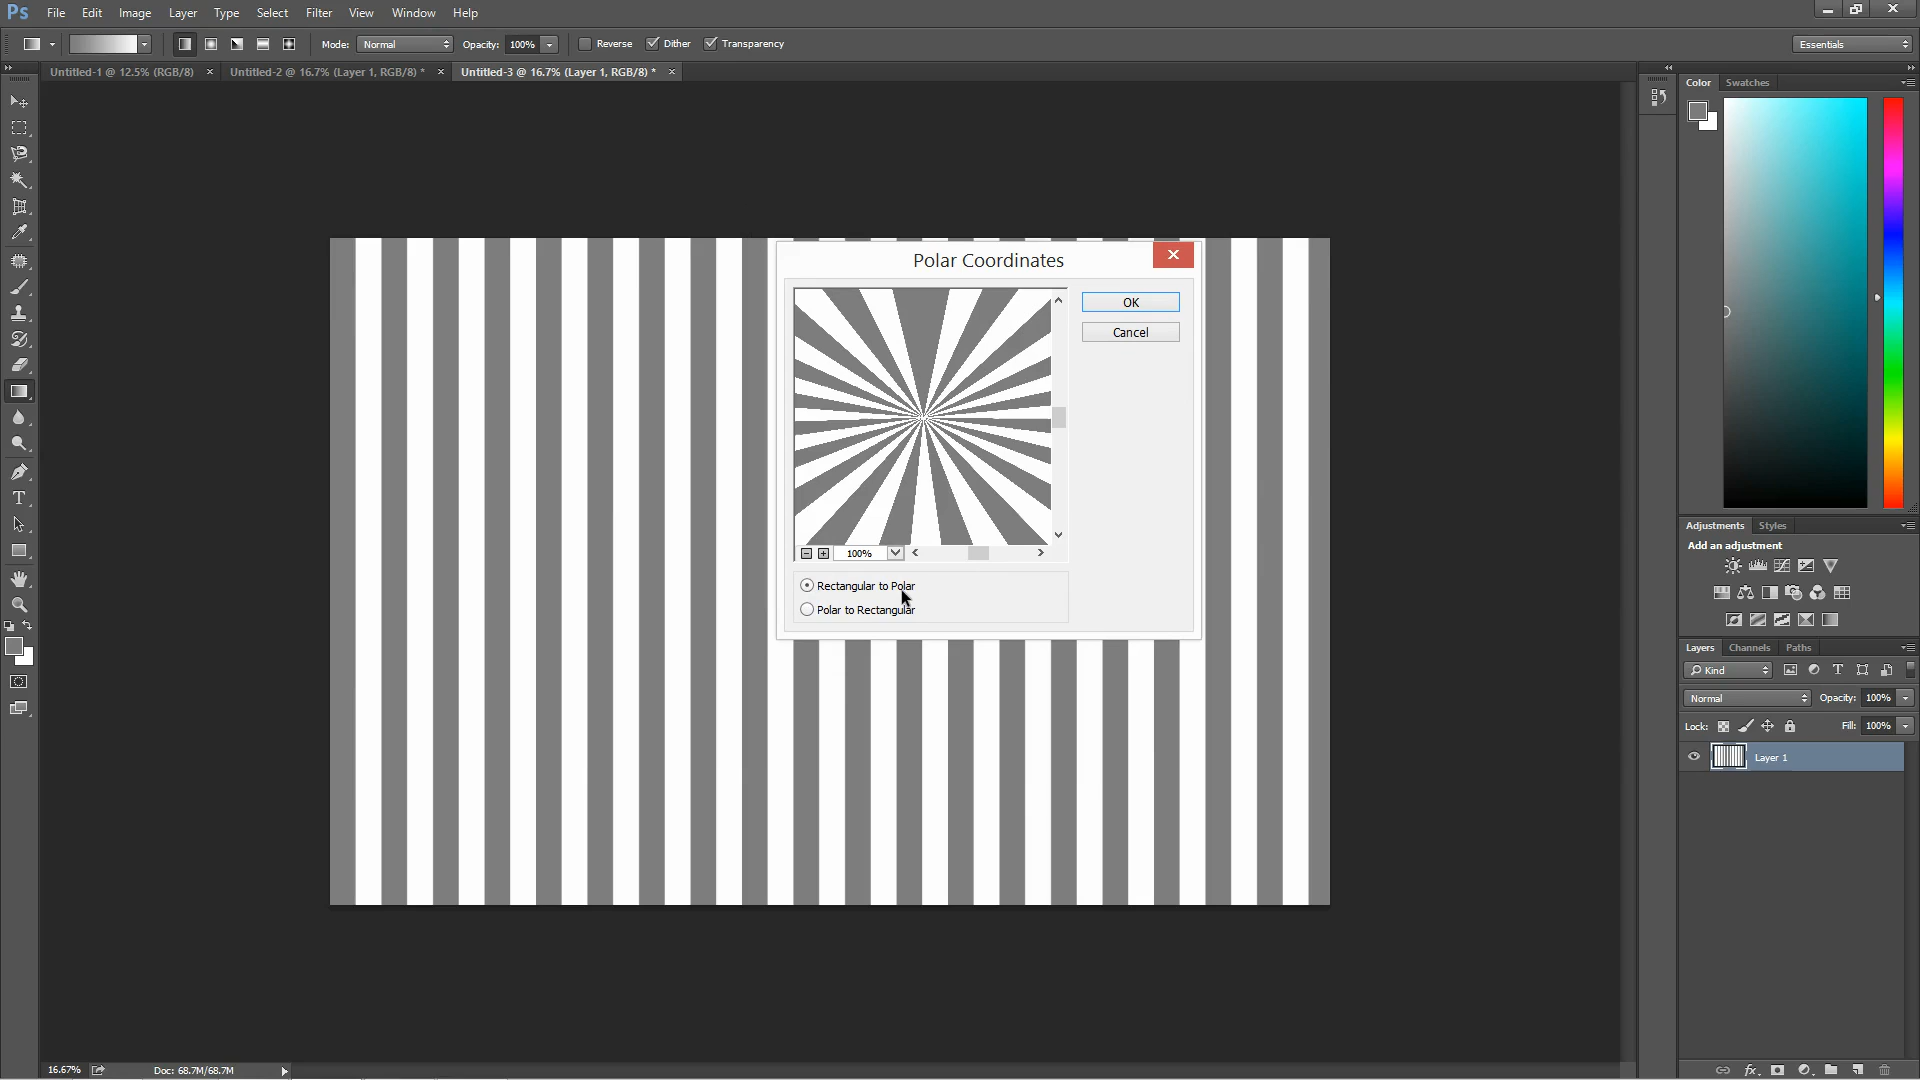 Ps File Edit Image Layer Type Select Filter View Window Help
Mode: Normal Opacity: 100% Reverse Dither Transparency Essentials
Untitled-1 @ 12.5% (RGB/8) × Untitled-2 @ 16.7% (Layer 1, RGB/8) * × Untitled-3 @ 16.7% (Layer 1, RGB/8) * ×
Color Swatches
Polar Coordinates
OK
Cancel
100%
Rectangular to Polar
Polar to Rectangular
Adjustments Styles
Add an adjustment
Layers Channels Paths
Kind
Normal Opacity: 100%
Lock: Fill: 100%
Layer 1
16.67% Doc: 68.7M/68.7M
fx